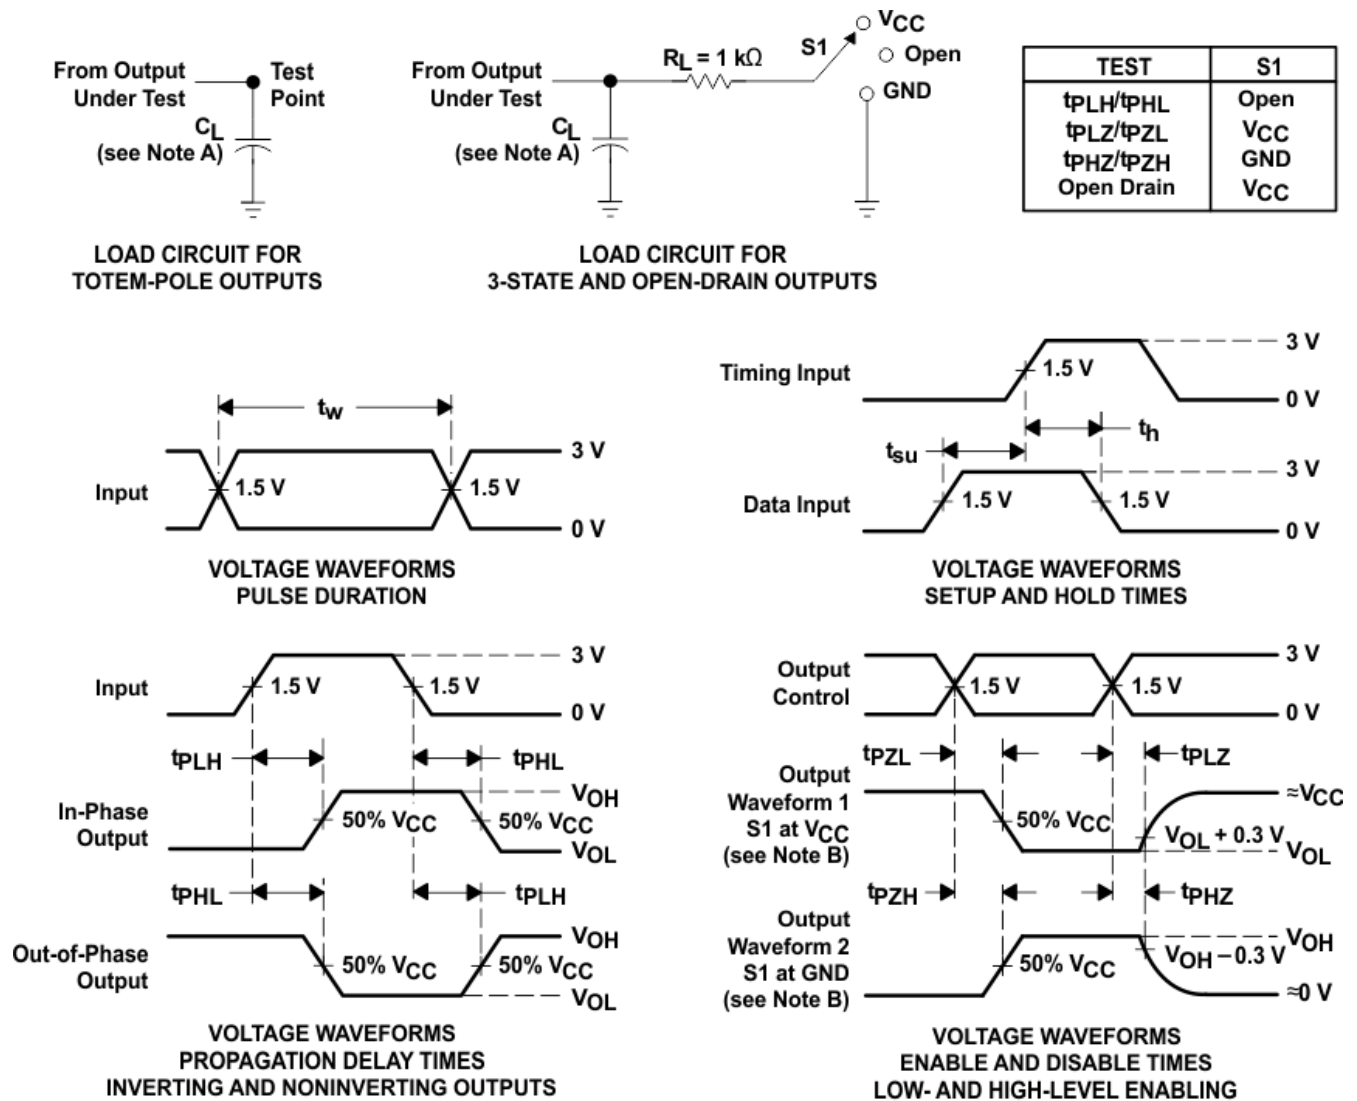 From Output
Under Test
Test
Point
CL
(see Note A)
LOAD CIRCUIT FOR
TOTEM-POLE OUTPUTS
From Output
Under Test
RL = 1 kΩ
S1
VCC
Open
GND
CL
(see Note A)
LOAD CIRCUIT FOR
3-STATE AND OPEN-DRAIN OUTPUTS
TEST S1
tPLH/tPHL Open
tPLZ/tPZL VCC
tPHZ/tPZH GND
Open Drain VCC
tw
Input
1.5 V
1.5 V
3 V
0 V
VOLTAGE WAVEFORMS
PULSE DURATION
Timing Input
1.5 V
3 V
0 V
tsu
th
Data Input
1.5 V
1.5 V
3 V
0 V
VOLTAGE WAVEFORMS
SETUP AND HOLD TIMES
Input
1.5 V
1.5 V
3 V
0 V
tPLH
tPHL
In-Phase
Output
50% VCC
50% VCC
VOH
VOL
tPHL
tPLH
Out-of-Phase
Output
50% VCC
50% VCC
VOH
VOL
VOLTAGE WAVEFORMS
PROPAGATION DELAY TIMES
INVERTING AND NONINVERTING OUTPUTS
Output
Control
1.5 V
1.5 V
3 V
0 V
tPZL
tPLZ
Output
Waveform 1
S1 at VCC
(see Note B)
50% VCC
VOL + 0.3 V
≈VCC
VOL
tPZH
tPHZ
Output
Waveform 2
S1 at GND
(see Note B)
50% VCC
VOH − 0.3 V
VOH
≈0 V
VOLTAGE WAVEFORMS
ENABLE AND DISABLE TIMES
LOW- AND HIGH-LEVEL ENABLING